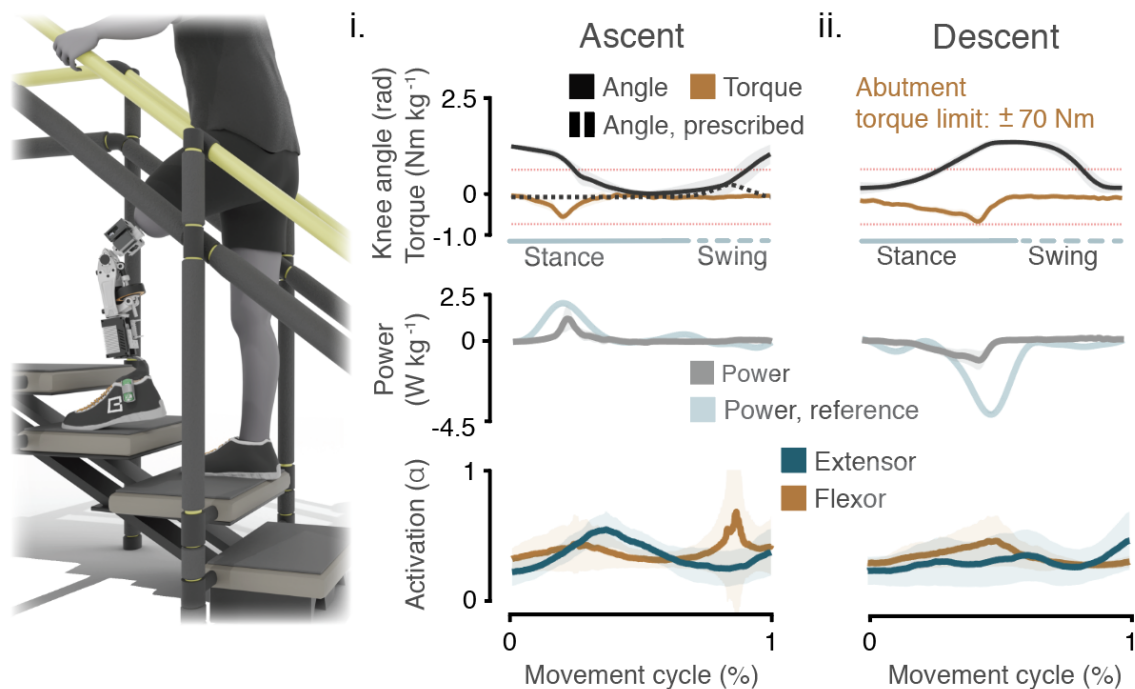 i.
Ascent
Angle
Torque
Angle, prescribed
Knee angle (rad)
Torque (Nm kg⁻¹)
2.5
0
-1.0
Stance
Swing
ii.
Descent
Abutment
torque limit: ± 70 Nm
Stance
Swing
Power
(W kg⁻¹)
2.5
0
-4.5
Power
Power, reference
Activation (α)
1
0
Extensor
Flexor
0
1
Movement cycle (%)
0
1
Movement cycle (%)